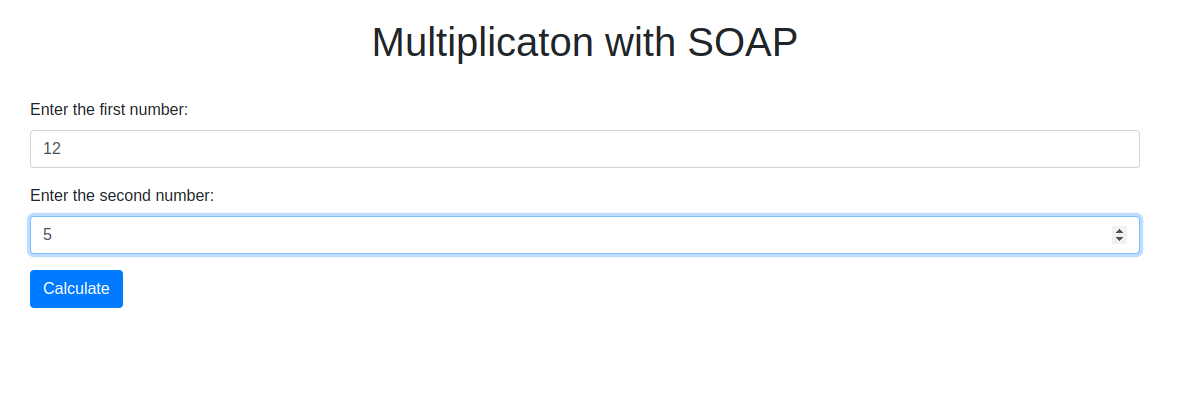 Multiplicaton with SOAP
Enter the first number:
12
Enter the second number:
5
Calculate